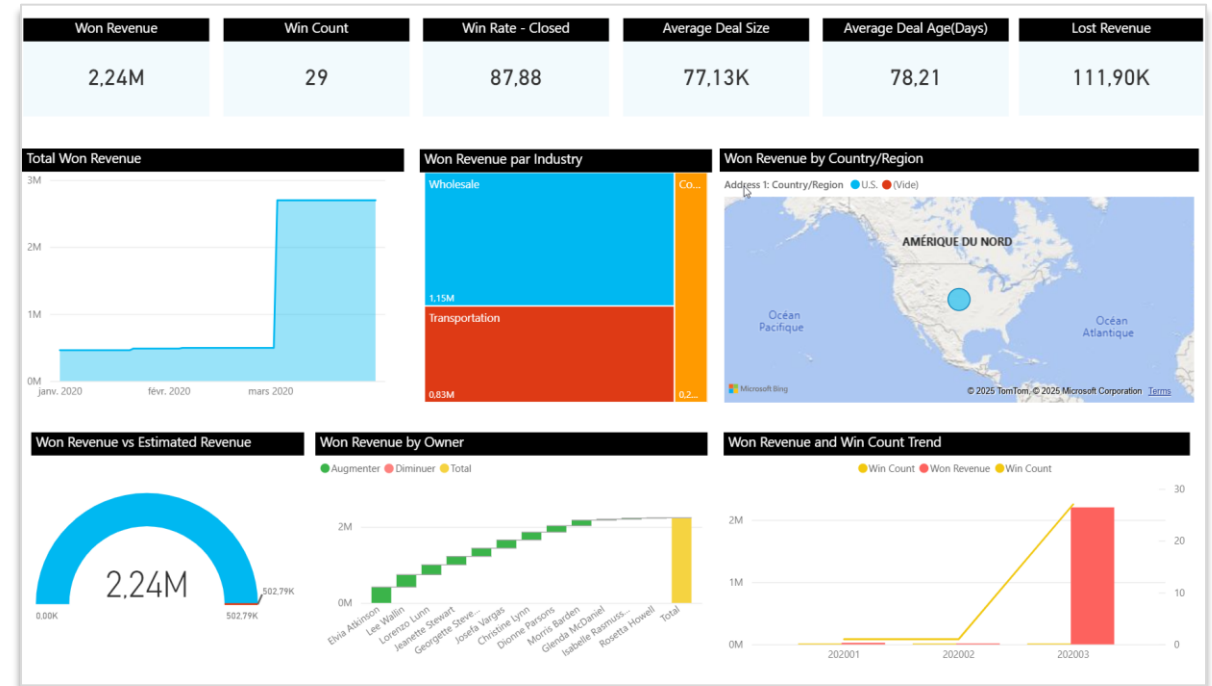 Won Revenue
Win Count
Win Rate - Closed
Average Deal Size
Average Deal Age(Days)
Lost Revenue
2,24M
29
87,88
77,13K
78,21
111,90K
Total Won Revenue
3M
2M
1M
0M
janv. 2020
févr. 2020
mars 2020
Won Revenue par Industry
Wholesale
1,15M
Transportation
0,83M
Co...
0,2...
Won Revenue by Country/Region
Address 1: Country/Region U.S. (Vide)
AMÉRIQUE DU NORD
Océan
Pacifique
Océan
Atlantique
Microsoft Bing
© 2025 TomTom, © 2025 Microsoft Corporation Terms
Won Revenue vs Estimated Revenue
2,24M
502.79K
0,00K
502,79K
Won Revenue by Owner
Augmenter Diminuer Total
2M
0M
Elvia Atkinson
Lee Wallin
Lorenzo Lunn
Jeanette Stewart
Georgette Steve...
Josefa Vargas
Christine Lynn
Dionne Parsons
Morris Barden
Glenda McDaniel
Isabelle Rasmuss...
Rosetta Howell
Total
Won Revenue and Win Count Trend
Win Count Won Revenue Win Count
2M
1M
0M
30
20
10
0
202001
202002
202003